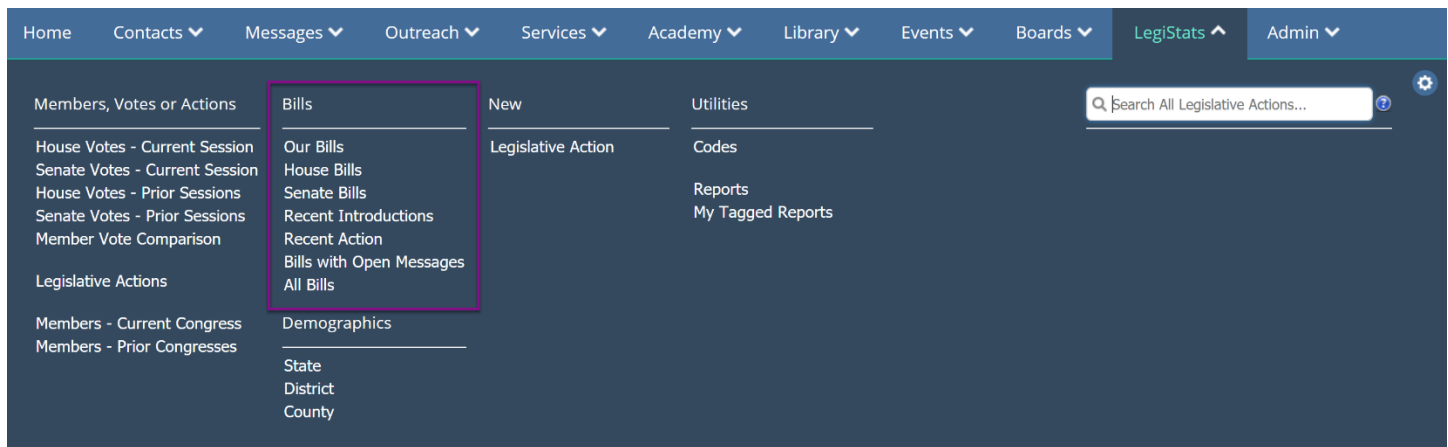 Home Contacts Messages Outreach Services Academy Library Events Boards LegiStats Admin
Members, Votes or Actions
House Votes - Current Session
Senate Votes - Current Session
House Votes - Prior Sessions
Senate Votes - Prior Sessions
Member Vote Comparison
Legislative Actions
Members - Current Congress
Members - Prior Congresses
Bills
Our Bills
House Bills
Senate Bills
Recent Introductions
Recent Action
Bills with Open Messages
All Bills
Demographics
State
District
County
New
Legislative Action
Utilities
Codes
Reports
My Tagged Reports
Search All Legislative Actions...
?